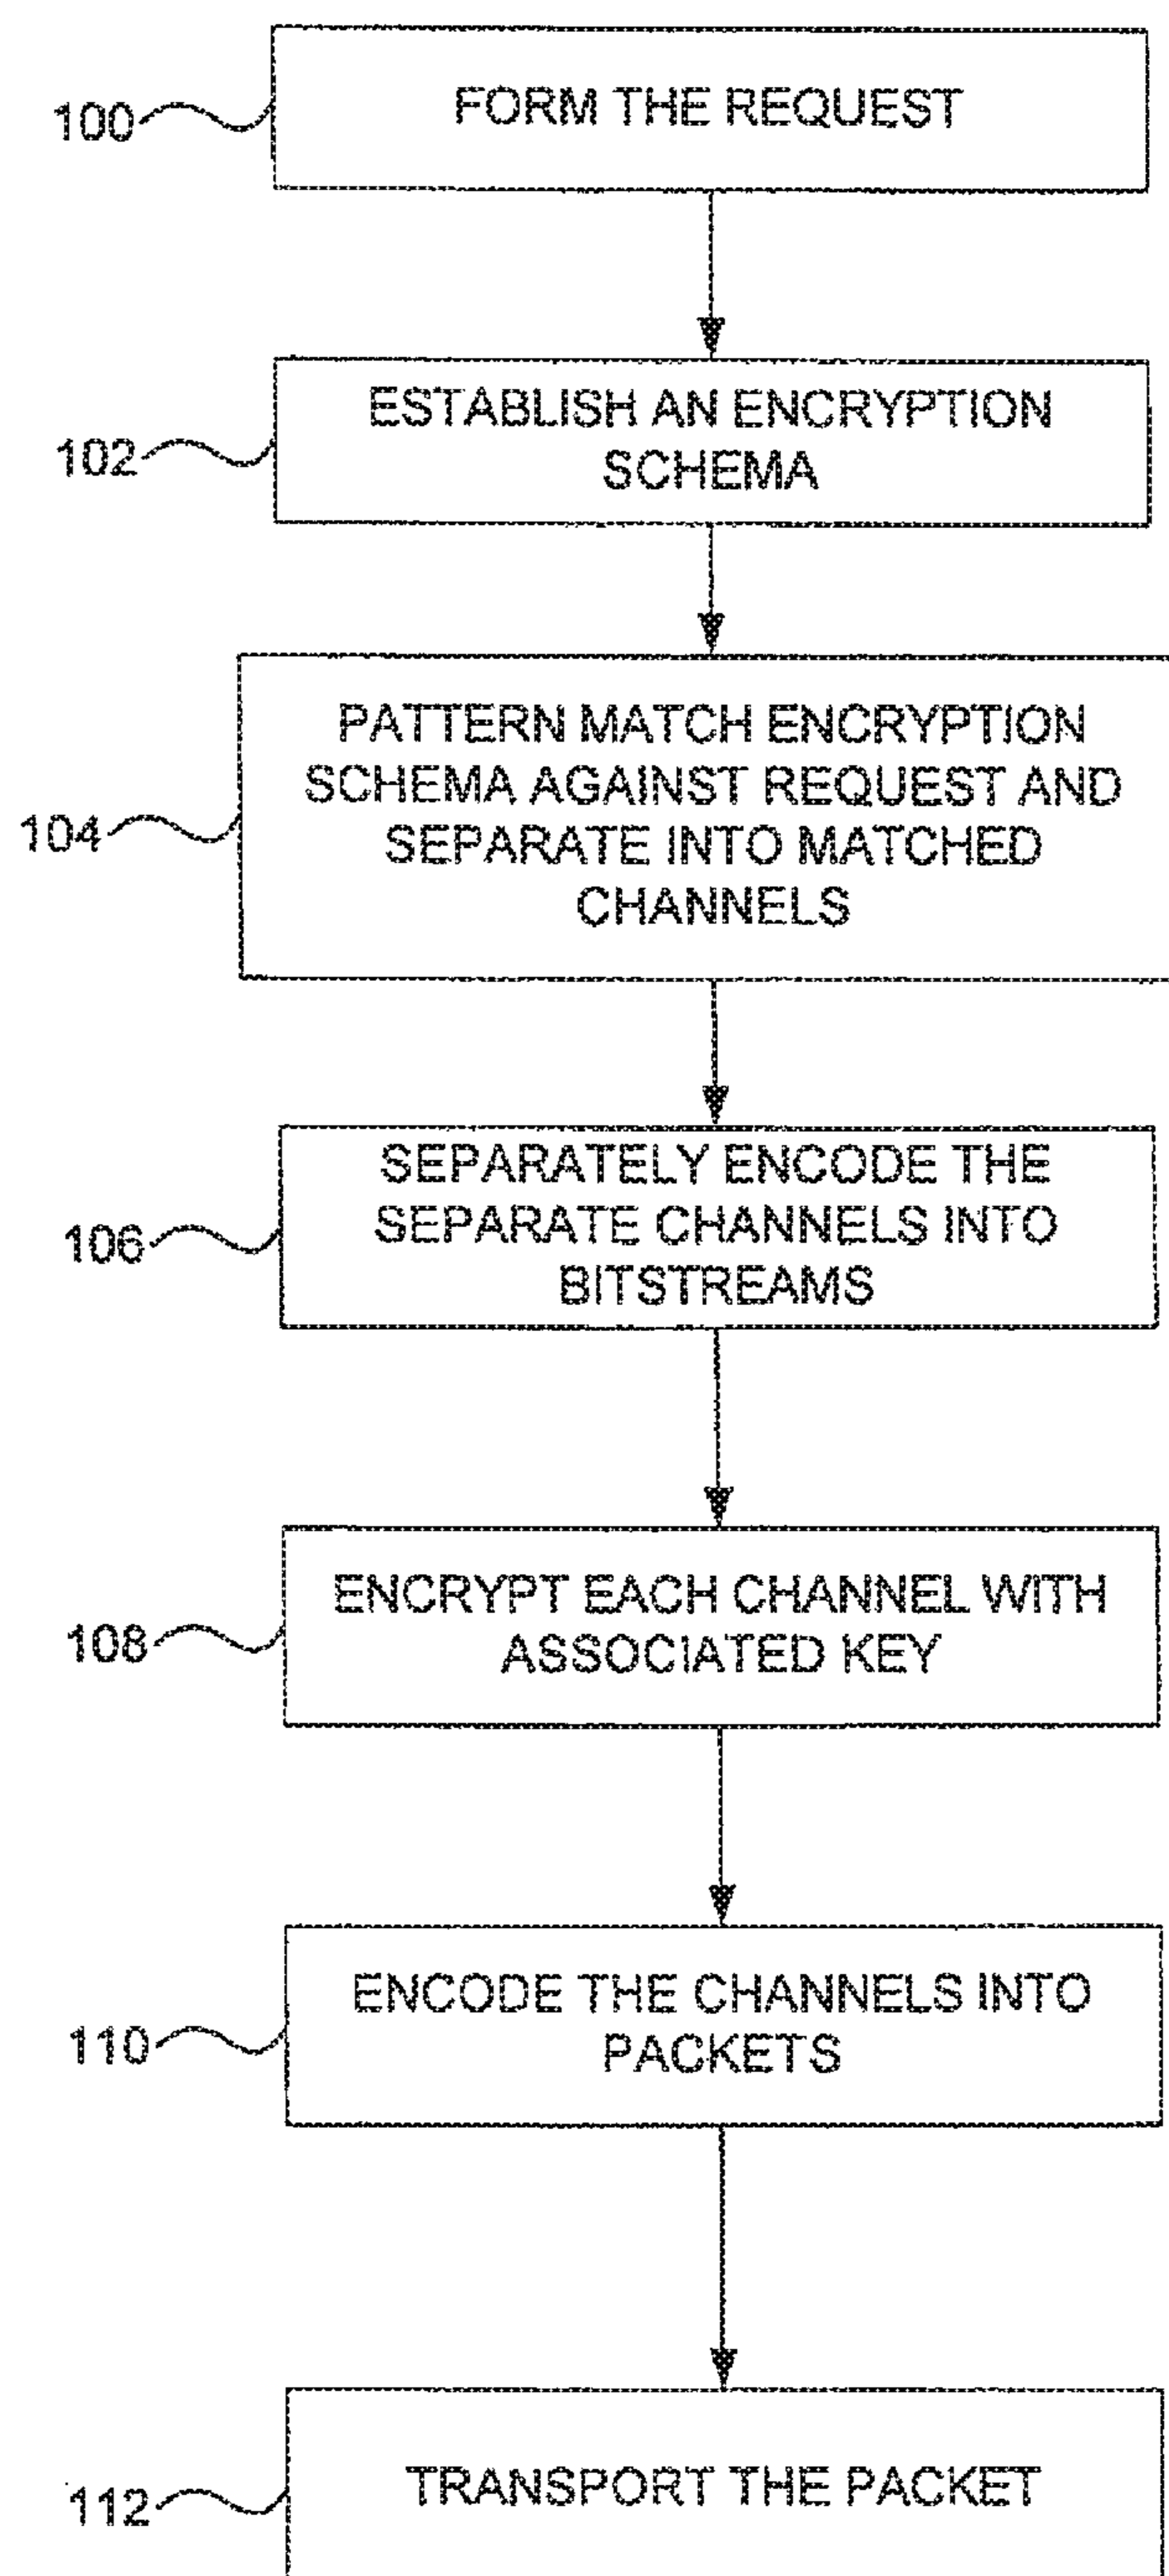 100
FORM THE REQUEST
102
ESTABLISH AN ENCRYPTION
SCHEMA
104
PATTERN MATCH ENCRYPTION
SCHEMA AGAINST REQUEST AND
SEPARATE INTO MATCHED
CHANNELS
106
SEPARATELY ENCODE THE
SEPARATE CHANNELS INTO
BITSTREAMS
108
ENCRYPT EACH CHANNEL WITH
ASSOCIATED KEY
110
ENCODE THE CHANNELS INTO
PACKETS
112
TRANSPORT THE PACKET